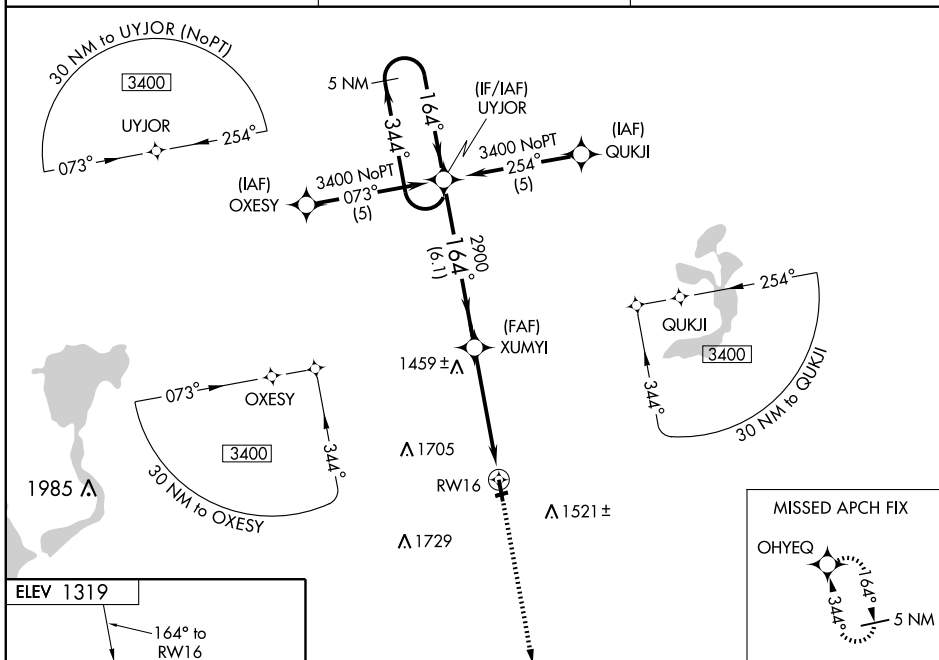 30 NM to UYJOR (NoPT)
3400
UYJOR
073°
254°
5 NM
344°
164°
(IF/IAF)
UYJOR
(IAF)
QUKJI
3400 NoPT
254°
(5)
(IAF)
OXESY
3400 NoPT
073°
(5)
2900
164°
(6.1)
(FAF)
XUMYI
1459 ±
254°
QUKJI
3400
344°
30 NM to QUKJI
073°
OXESY
3400
344°
30 NM to OXESY
1985
1705
RW16
1521 ±
1729
MISSED APCH FIX
OHYEQ
164°
344°
5 NM
ELEV 1319
164° to
RW16